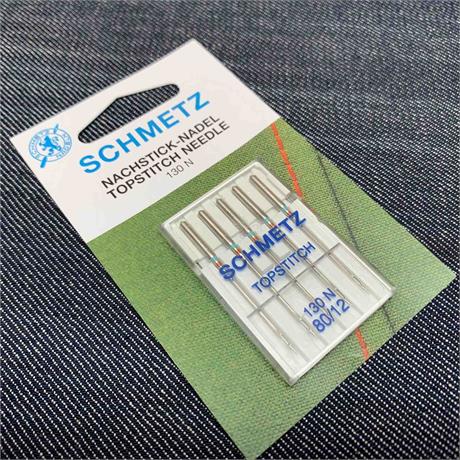 SCHMETZ
NACHSTICK-NADEL
TOPSTITCH NEEDLE
130 N
SCHMETZ
TOPSTITCH
130 N
80/12